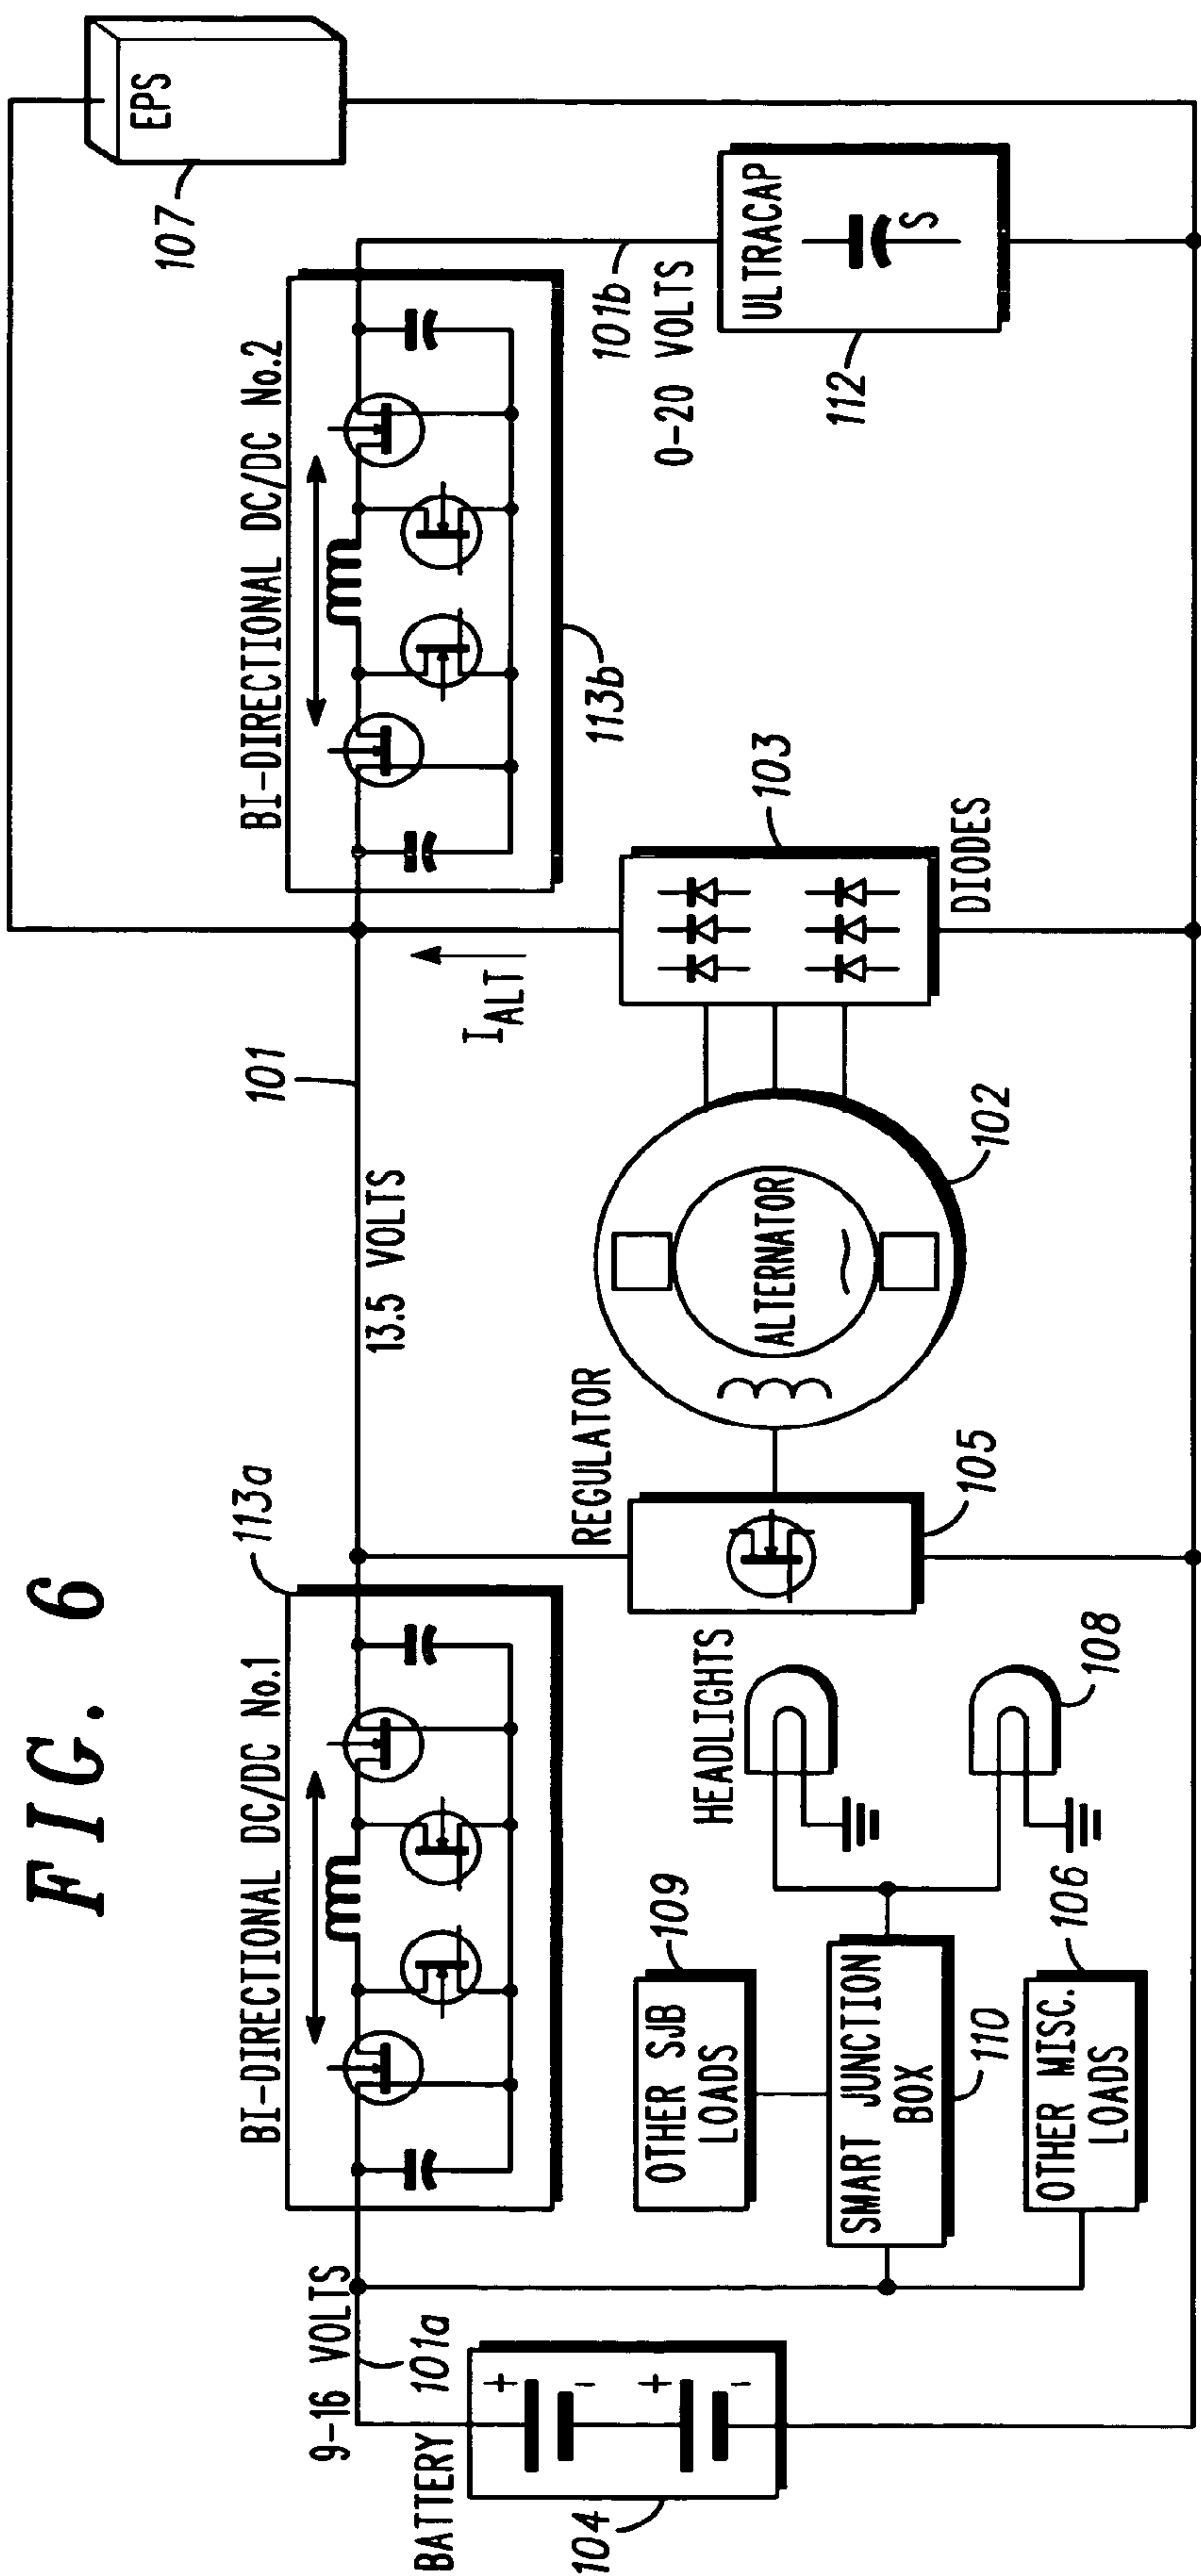 FIG. 6
BI-DIRECTIONAL DC/DC No.1
113a
9-16 VOLTS
101a
13.5 VOLTS
101
BI-DIRECTIONAL DC/DC No.2
113b
EPS
107
BATTERY
+
-
+
-
104
OTHER SJB
LOADS
109
SMART JUNCTION
BOX
110
OTHER MISC.
LOADS
106
HEADLIGHTS
108
REGULATOR
105
ALTERNATOR
102
I ALT
103
DIODES
101b
0-20 VOLTS
ULTRACAP
S
112